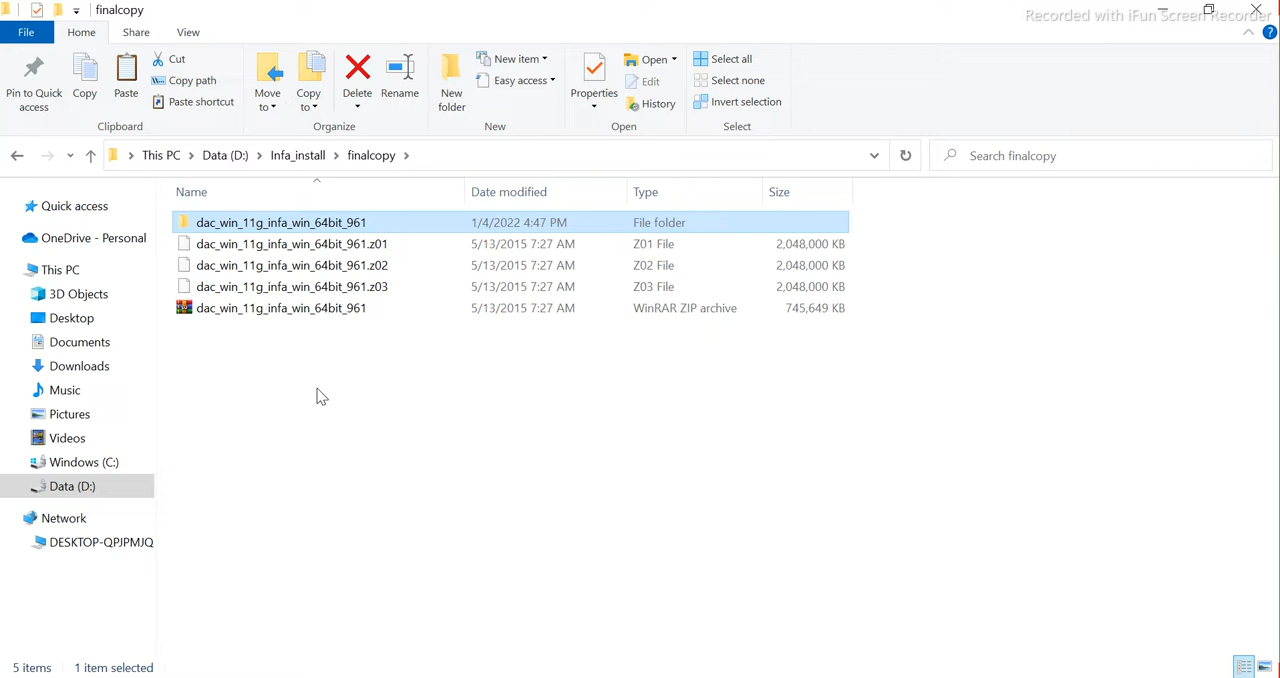 finalcopy
Recorded with iFun Screen Recorder
File Home Share View
Pin to Quick access
Copy
Paste
Cut
Copy path
Paste shortcut
Clipboard
Move to
Copy to
Delete
Rename
Organize
New folder
New item
Easy access
New
Properties
Open
Edit
History
Open
Select all
Select none
Invert selection
Select
This PC > Data (D:) > Infa_install > finalcopy >
Search finalcopy
Name Date modified Type Size
dac_win_11g_infa_win_64bit_961 1/4/2022 4:47 PM File folder
dac_win_11g_infa_win_64bit_961.z01 5/13/2015 7:27 AM Z01 File 2,048,000 KB
dac_win_11g_infa_win_64bit_961.z02 5/13/2015 7:27 AM Z02 File 2,048,000 KB
dac_win_11g_infa_win_64bit_961.z03 5/13/2015 7:27 AM Z03 File 2,048,000 KB
dac_win_11g_infa_win_64bit_961 5/13/2015 7:27 AM WinRAR ZIP archive 745,649 KB
Quick access
OneDrive - Personal
This PC
3D Objects
Desktop
Documents
Downloads
Music
Pictures
Videos
Windows (C:)
Data (D:)
Network
DESKTOP-QPJPMJQ
5 items 1 item selected